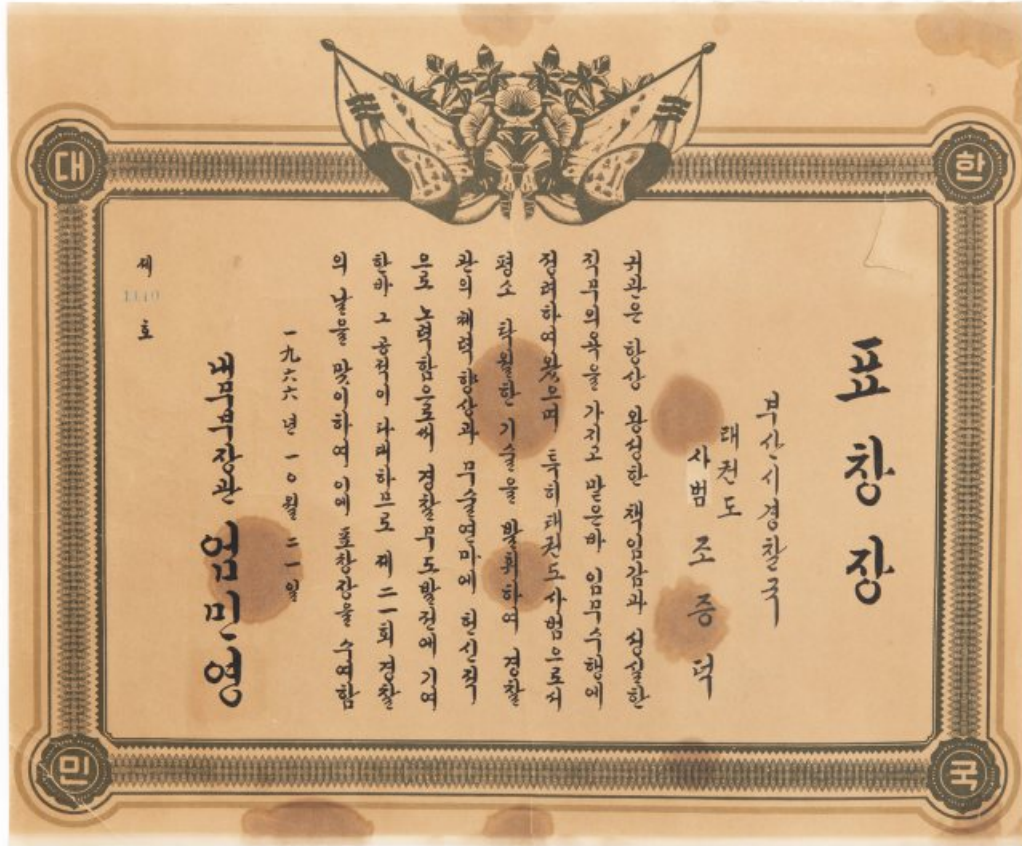 대 한
민 국
표창장
부산시경찰국
태권도
사범 조증덕
귀관은 항상 왕성한 책임감과 성실한
직무의욕을 가지고 맡은바 임무수행에
정려하여왔으며 특히 태권도사범으로서
평소 탁월한 기술을 발휘하여 경찰
관의 체력향상과 무술연마에 헌신적
으로 노력함으로써 경찰무도발전에 기여
한바 그 공적이 다대하므로 제二一회 경찰
의 날을 맞이하여 이에 표창장을 수여함
一九六六년 一○월 二一일
내무부장관 엄민영
제 호